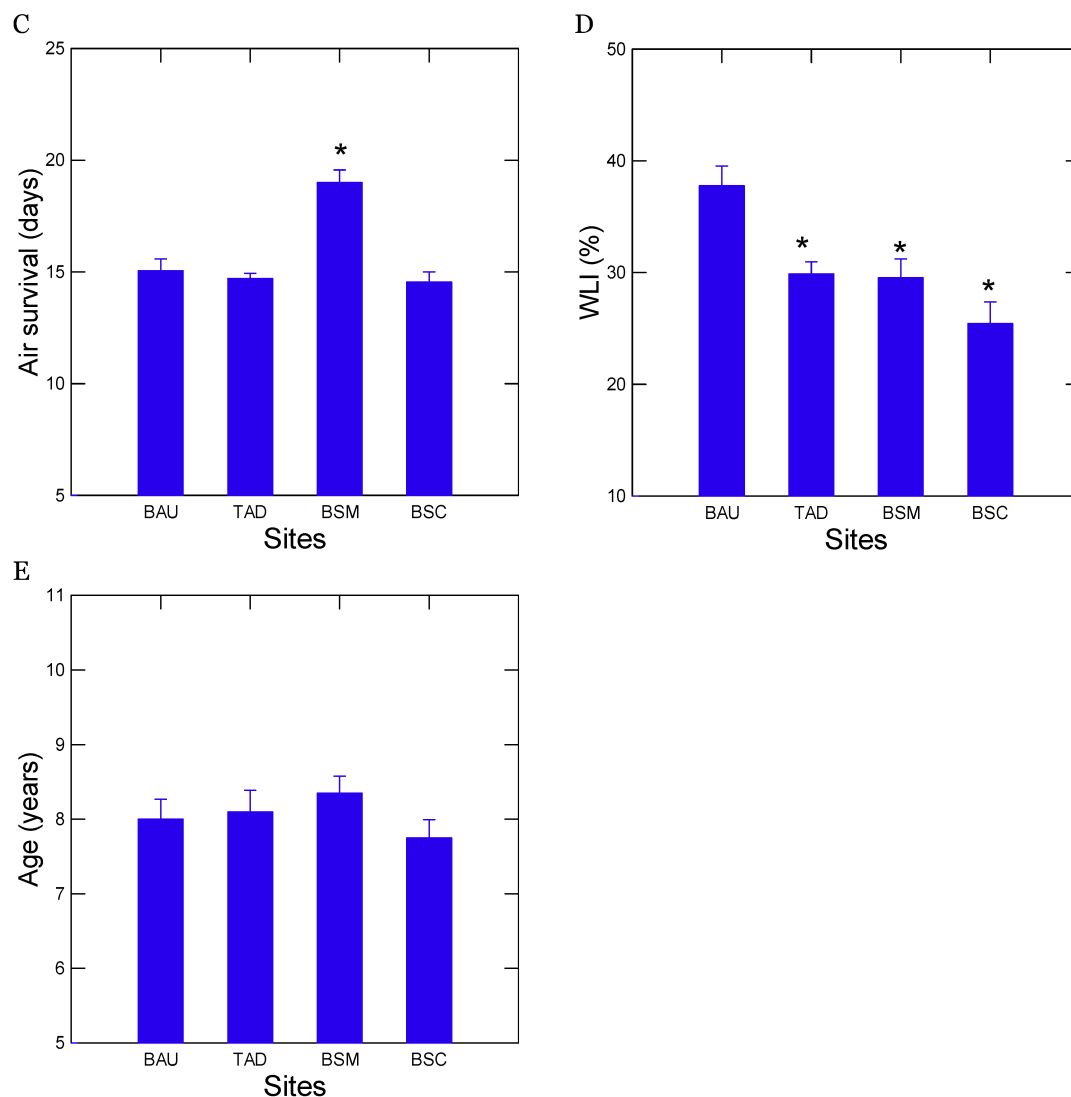 C
Air survival (days)
25
20
15
10
5
*
BAU TAD BSM BSC
Sites
D
WLI (%)
50
40
30
20
10
* * *
BAU TAD BSM BSC
Sites
E
Age (years)
11
10
9
8
7
6
5
BAU TAD BSM BSC
Sites